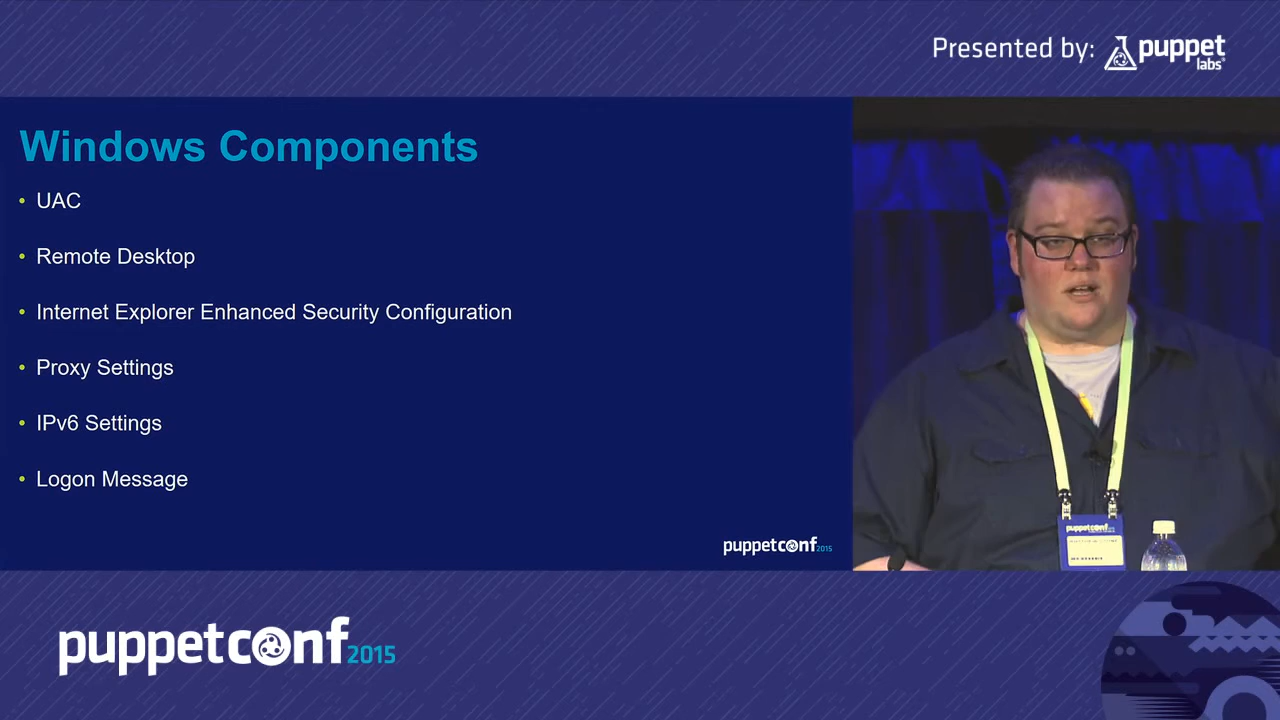 Presented by: puppet labs
Windows Components
• UAC
• Remote Desktop
• Internet Explorer Enhanced Security Configuration
• Proxy Settings
• IPv6 Settings
• Logon Message
puppetconf 2015
puppetconf
puppetconf 2015